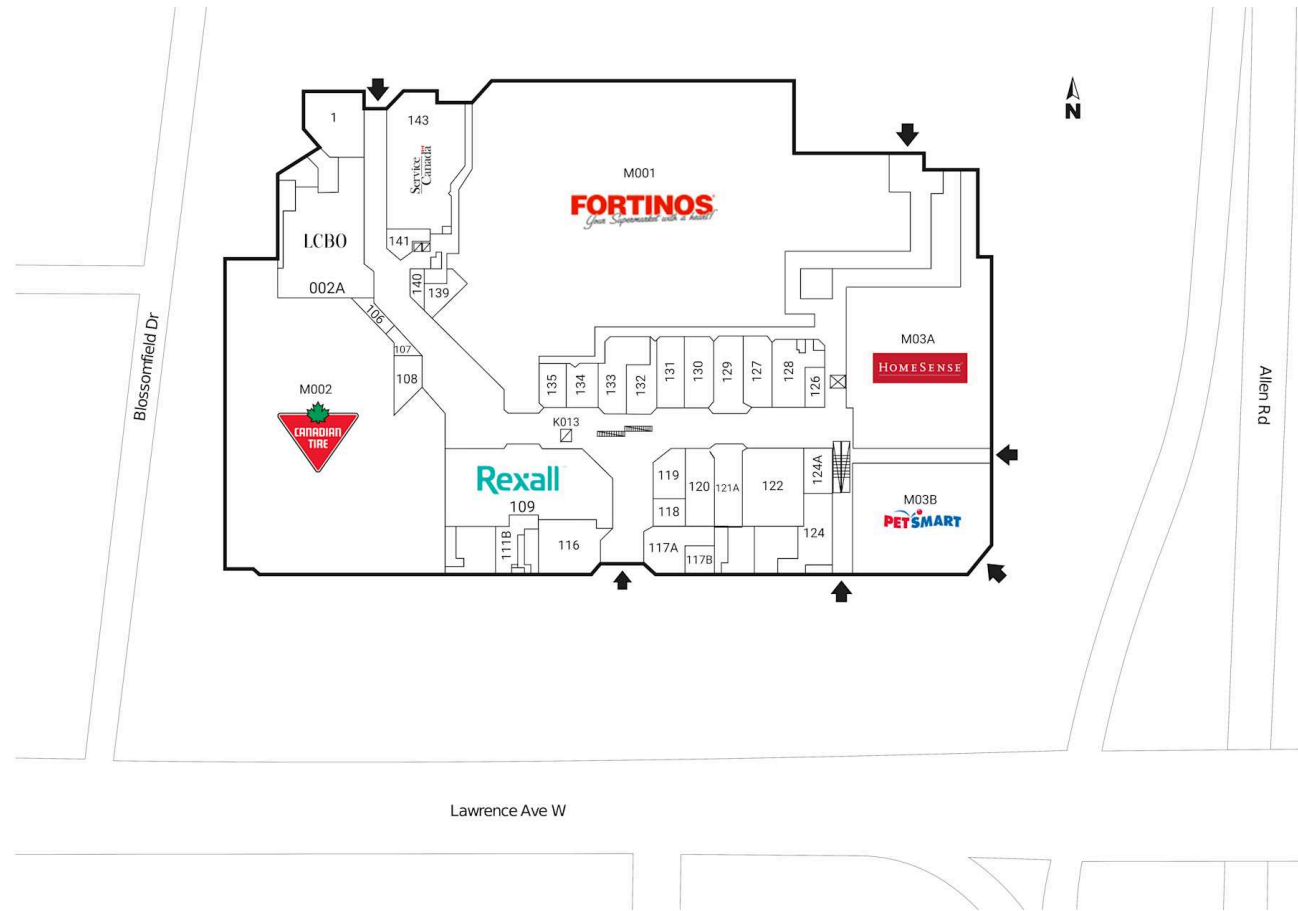 1
143
Service
Canada
M001
FORTINOS
Your Supermarket with a heart!
N
LCBO
141
002A
140
139
106
107
108
Blossomfield Dr
M002
CANADIAN
TIRE
M03A
HOMESENSE
135
134
133
132
131
130
129
127
128
126
Allen Rd
K013
Rexall
109
119
120
121A
122
124A
118
M03B
PETSMART
111B
116
117A
117B
124
Lawrence Ave W